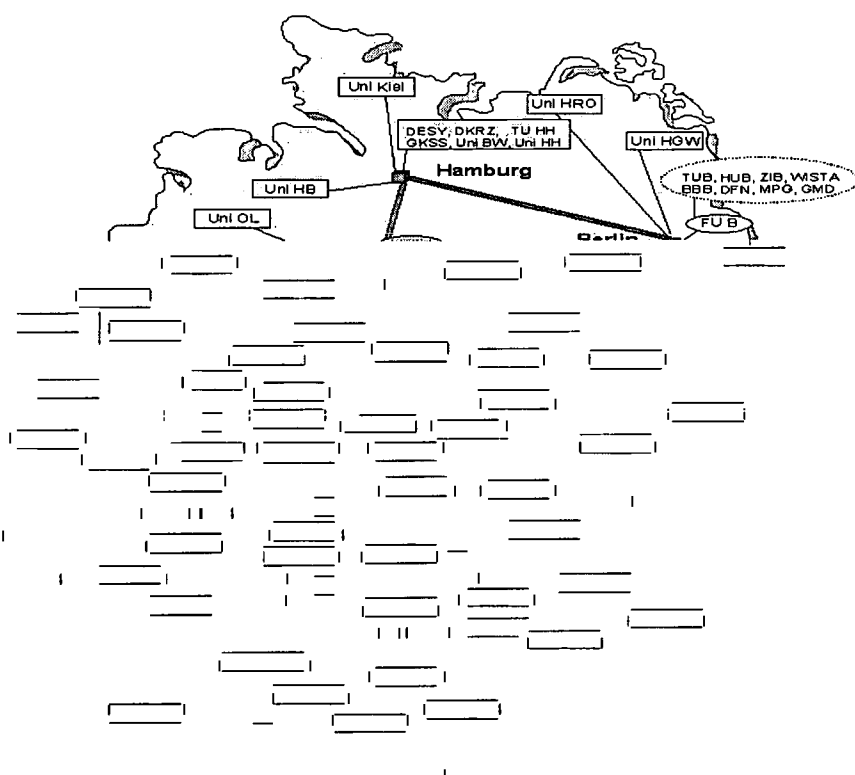 Uni Kiel
Uni HRO
DESY, DKRZ, TU HH
GKSS, Uni BW, Uni HH
Uni HGW
Hamburg
TUB, HUB, ZIB, WISTA
BBB, DFN, MPG, GMD
Uni HB
Uni OL
FU B
Berlin